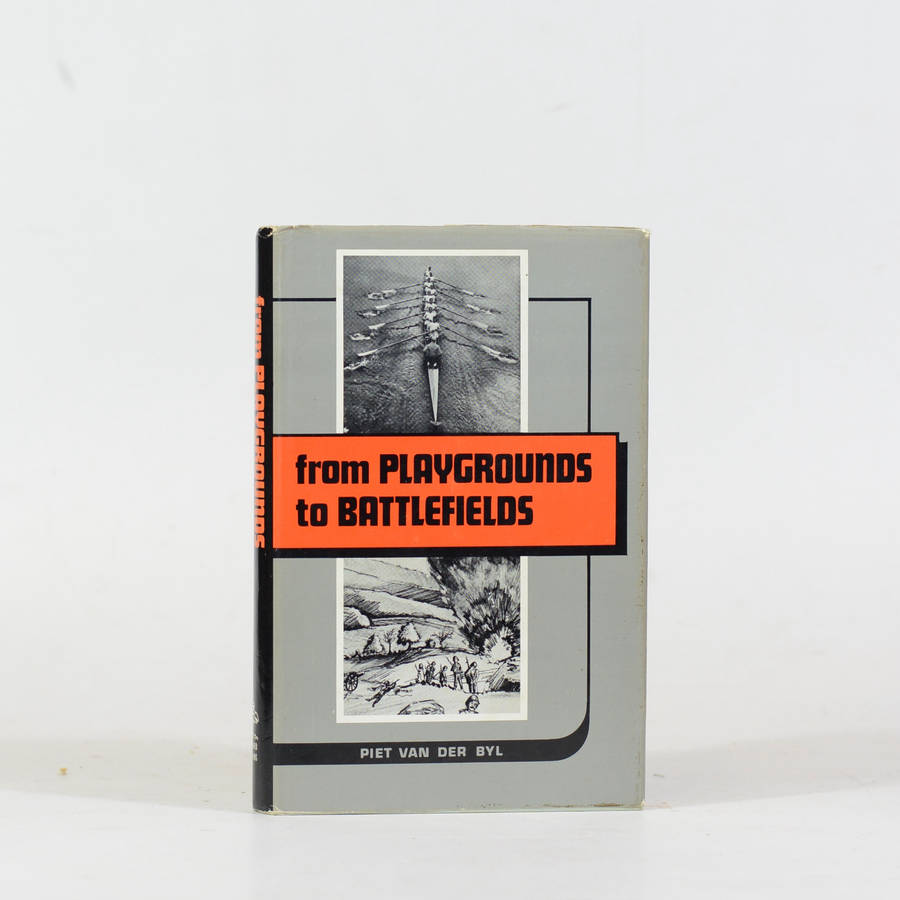 from PLAYGROUNDS
to BATTLEFIELDS
PIET VAN DER BYL
from PLAYGROUNDS